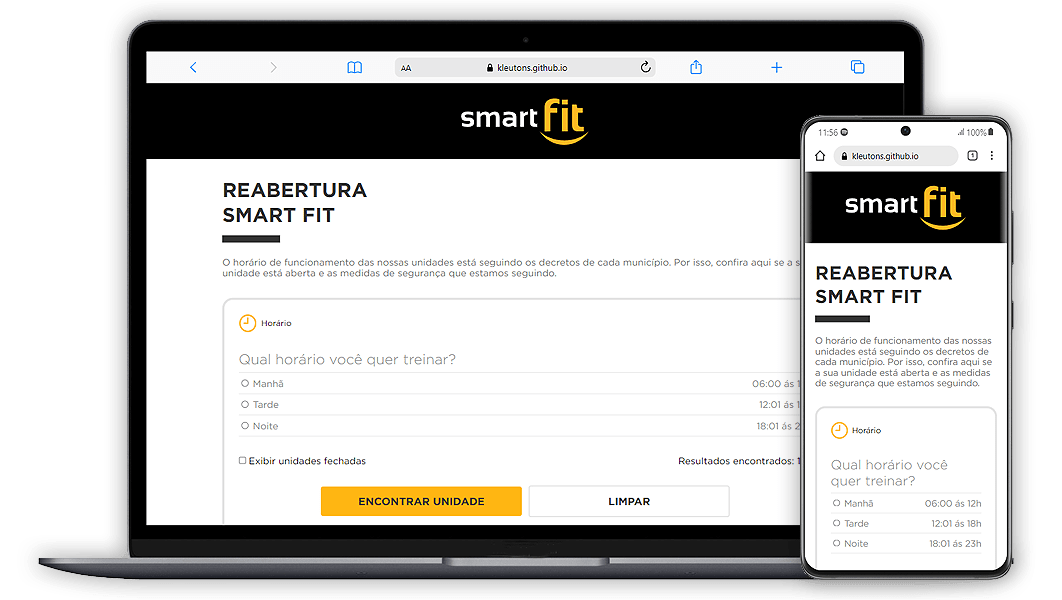 AA
kleutons.github.io
smart fit
REABERTURA
SMART FIT
O horário de funcionamento das nossas unidades está seguindo os decretos de cada município. Por isso, confira aqui se a s
unidade está aberta e as medidas de segurança que estamos seguindo.
Horário
Qual horário você quer treinar?
Manhã 06:00 ás 1
Tarde 12:01 ás 1
Noite 18:01 ás 2
Exibir unidades fechadas Resultados encontrados: 1
ENCONTRAR UNIDADE LIMPAR
11:56 100%
kleutons.github.io 1
smart fit
REABERTURA
SMART FIT
O horário de funcionamento das nossas
unidades está seguindo os decretos de
cada município. Por isso, confira aqui se
a sua unidade está aberta e as medidas
de segurança que estamos seguindo.
Horário
Qual horário você
quer treinar?
Manhã 06:00 ás 12h
Tarde 12:01 ás 18h
Noite 18:01 ás 23h